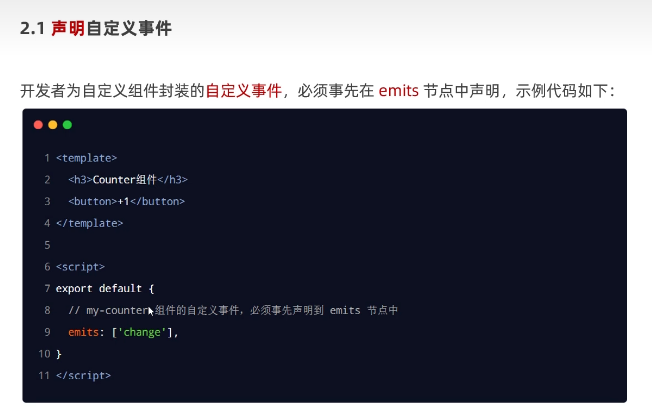 2.1 声明自定义事件
开发者为自定义组件封装的自定义事件，必须事先在 emits 节点中声明，示例代码如下：
1 <template>
2   <h3>Counter组件</h3>
3   <button>+1</button>
4 </template>
5
6 <script>
7 export default {
8   // my-counter 组件的自定义事件，必须事先声明到 emits 节点中
9   emits: ['change'],
10 }
11 </script>